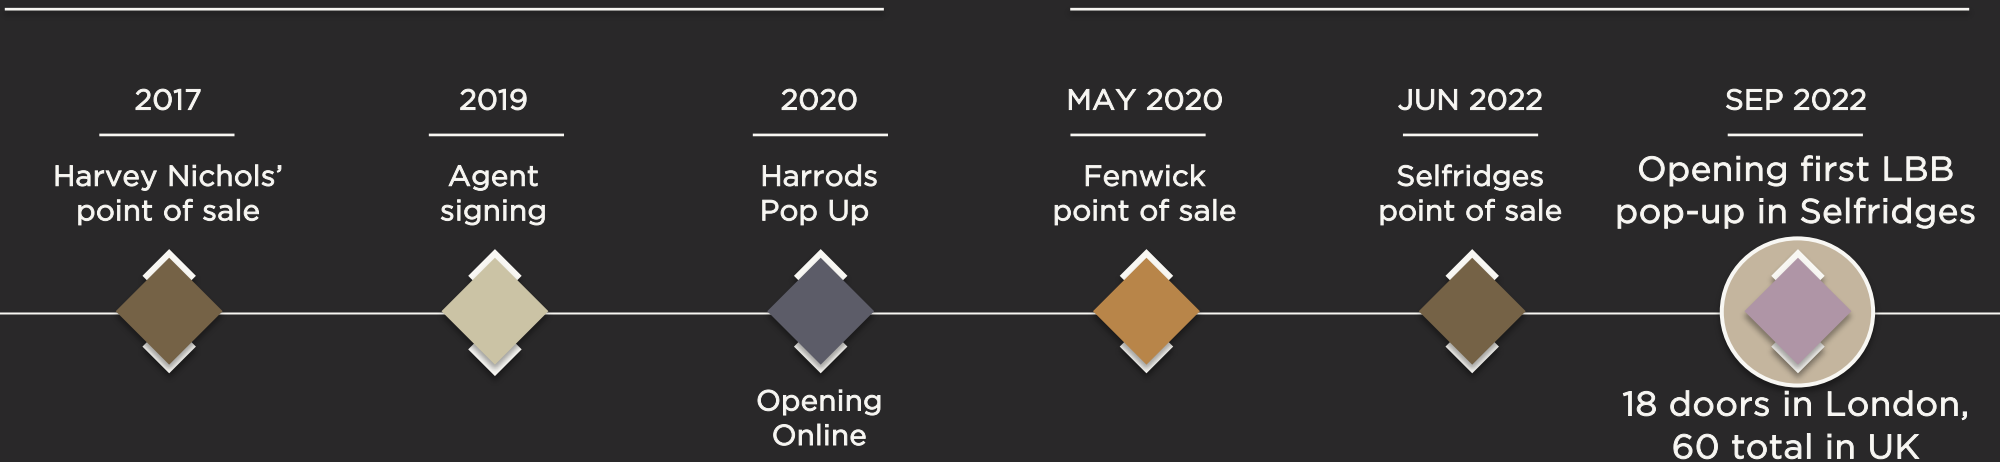 2017
Harvey Nichols’
point of sale
2019
Agent
signing
2020
Harrods
Pop Up
Opening
Online
MAY 2020
Fenwick
point of sale
JUN 2022
Selfridges
point of sale
SEP 2022
Opening first LBB
pop-up in Selfridges
18 doors in London,
60 total in UK